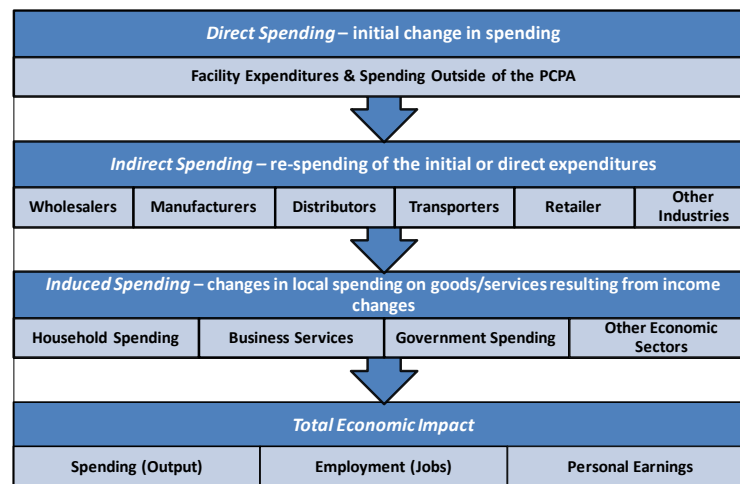 Direct Spending – initial change in spending
Facility Expenditures & Spending Outside of the PCPA
Indirect Spending – re-spending of the initial or direct expenditures
Wholesalers
Manufacturers
Distributors
Transporters
Retailer
Other
Industries
Induced Spending – changes in local spending on goods/services resulting from income
changes
Household Spending
Business Services
Government Spending
Other Economic
Sectors
Total Economic Impact
Spending (Output)
Employment (Jobs)
Personal Earnings